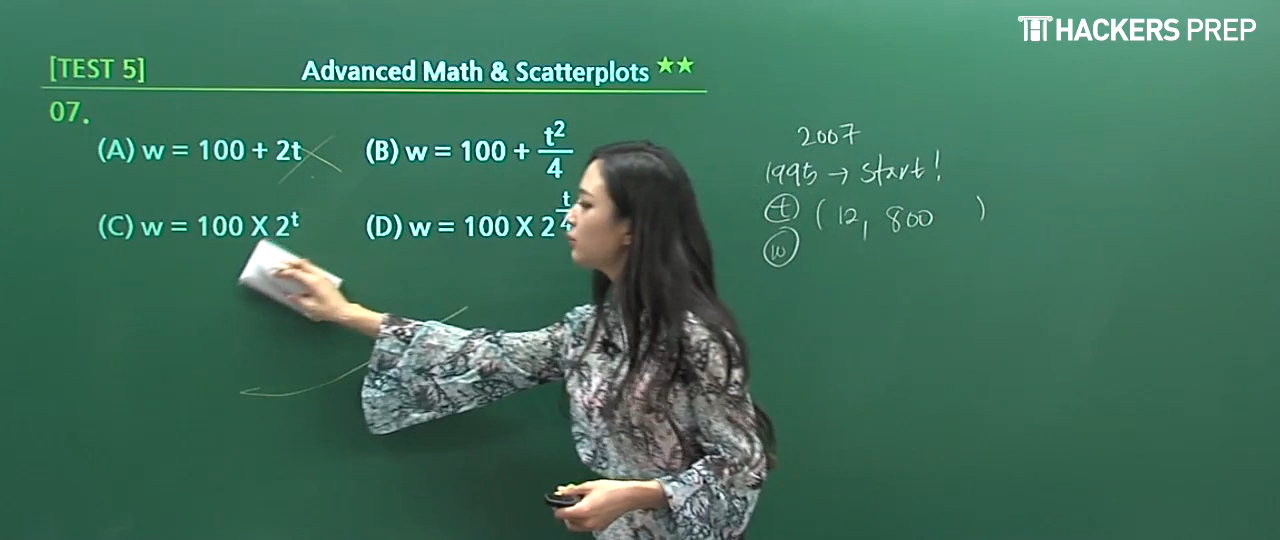 HACKERS PREP
[TEST 5] Advanced Math & Scatterplots ★★
07.
(A) w = 100 + 2t (B) w = 100 + t²/4
(C) w = 100 X 2ᵗ (D) w = 100 X 2^t/4
2007
1995 → start!
t ( 12, 800 )
w